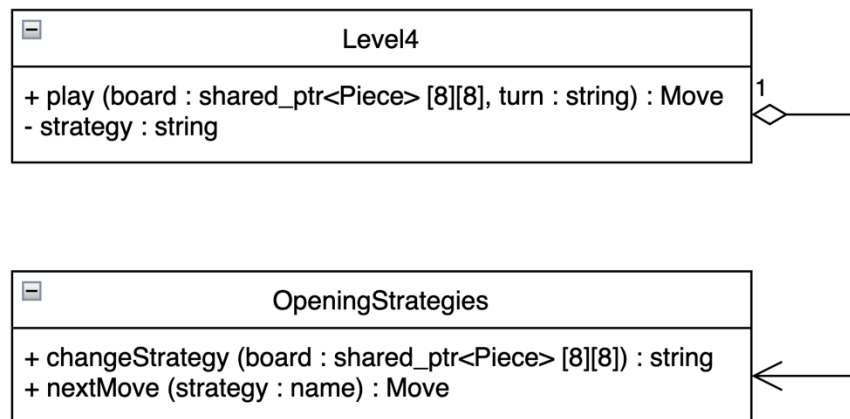 Level4
+ play (board : shared_ptr<Piece> [8][8], turn : string) : Move
- strategy : string
1
OpeningStrategies
+ changeStrategy (board : shared_ptr<Piece> [8][8]) : string
+ nextMove (strategy : name) : Move